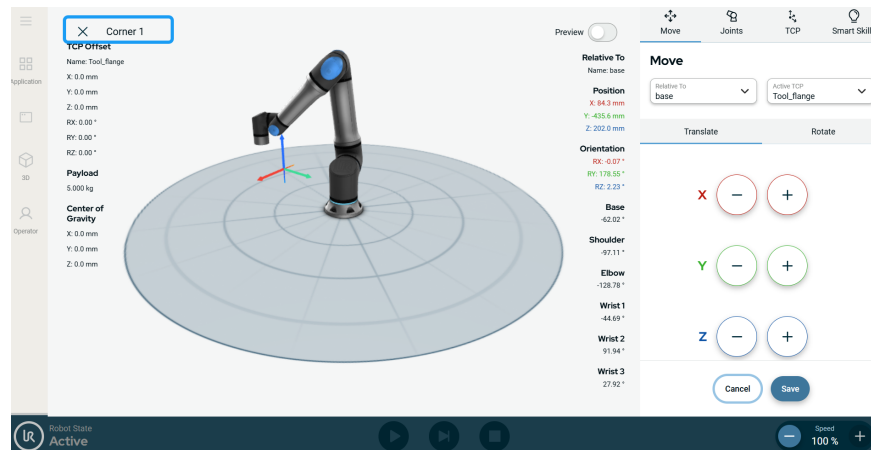 Corner 1
Preview
TCP Offset
Name: Tool_flange
X: 0.0 mm
Y: 0.0 mm
Z: 0.0 mm
RX: 0.00 °
RY: 0.00 °
RZ: 0.00 °
Payload
5.000 kg
Center of
Gravity
X: 0.0 mm
Y: 0.0 mm
Z: 0.0 mm
Application
3D
Operator
Relative To
Name: base
Position
X: 84.3 mm
Y: -435.6 mm
Z: 202.0 mm
Orientation
RX: -0.07 °
RY: 178.55 °
RZ: 2.23 °
Base
-62.02 °
Shoulder
-97.11 °
Elbow
-128.78 °
Wrist 1
-44.69 °
Wrist 2
91.94 °
Wrist 3
27.92 °
Move
Joints
TCP
Smart Skill
Move
Relative To
base
Active TCP
Tool_flange
Translate
Rotate
X − +
Y − +
Z − +
Cancel
Save
UR
Robot State
Active
Speed
− 100 % +